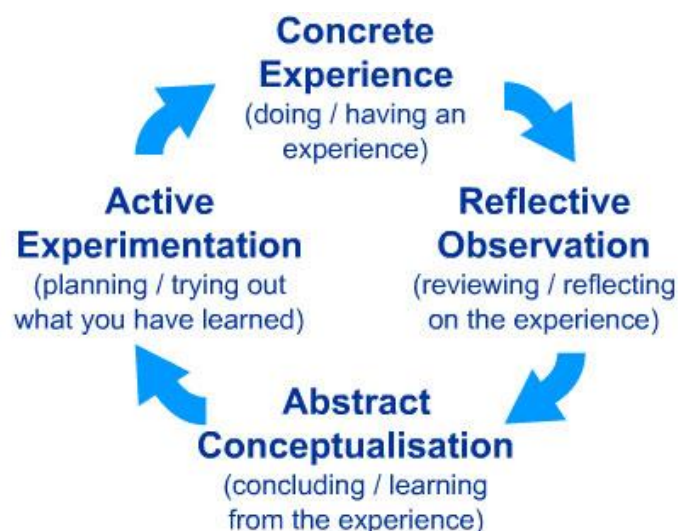 Concrete
Experience
(doing / having an
experience)
Reflective
Observation
(reviewing / reflecting
on the experience)
Abstract
Conceptualisation
(concluding / learning
from the experience)
Active
Experimentation
(planning / trying out
what you have learned)